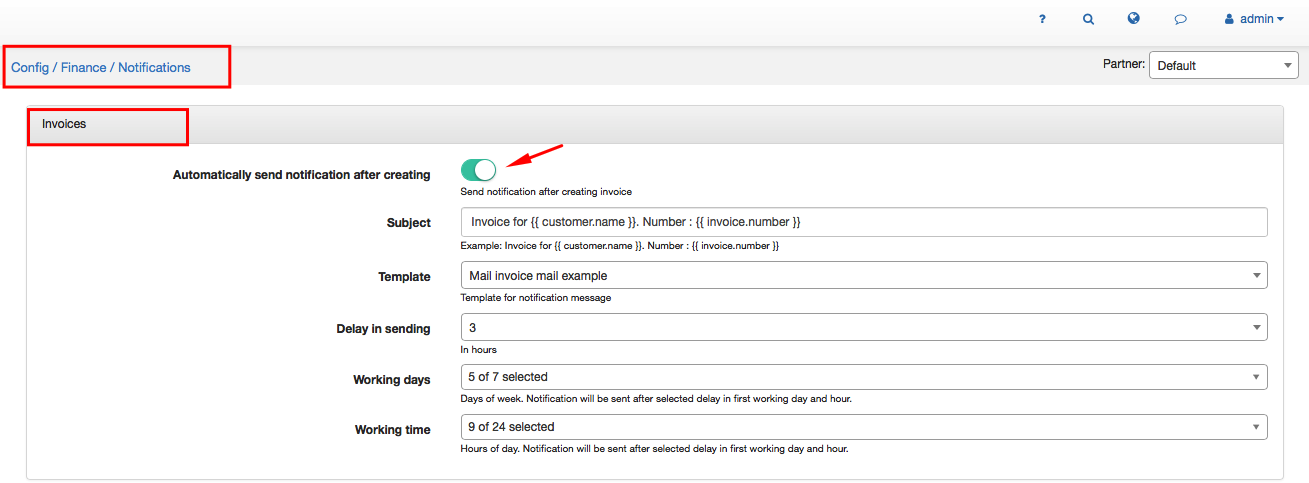 ? admin
Config / Finance / Notifications
Partner: Default
Invoices
Automatically send notification after creating
Send notification after creating invoice
Subject Invoice for {{ customer.name }}. Number : {{ invoice.number }}
Example: Invoice for {{ customer.name }}. Number : {{ invoice.number }}
Template Mail invoice mail example
Template for notification message
Delay in sending 3
In hours
Working days 5 of 7 selected
Days of week. Notification will be sent after selected delay in first working day and hour.
Working time 9 of 24 selected
Hours of day. Notification will be sent after selected delay in first working day and hour.